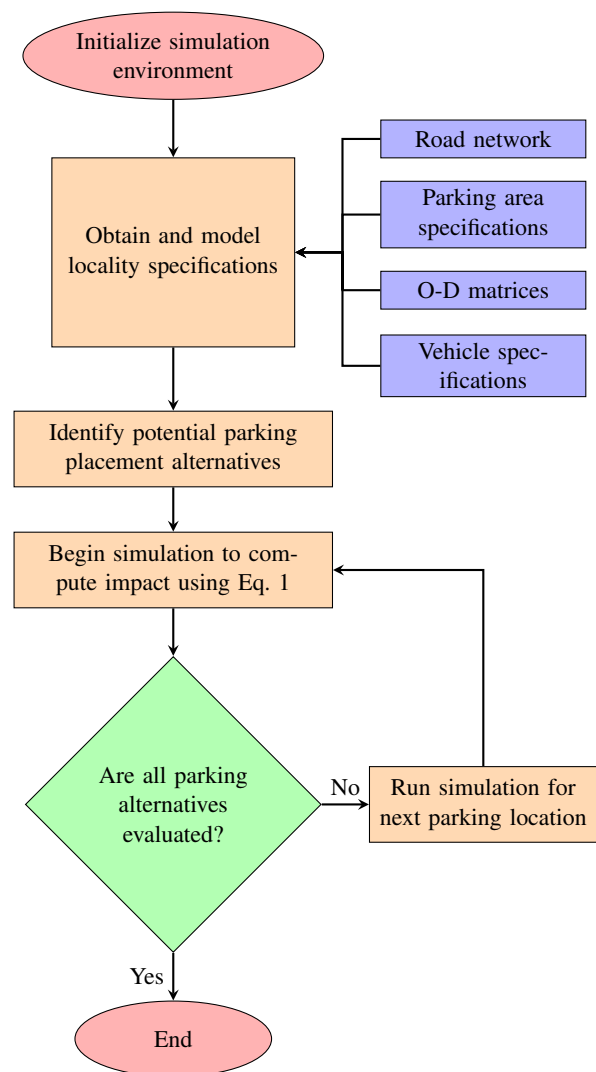 Initialize simulation
environment
Obtain and model
locality specifications
Road network
Parking area
specifications
O-D matrices
Vehicle spec-
ifications
Identify potential parking
placement alternatives
Begin simulation to com-
pute impact using Eq. 1
Are all parking
alternatives
evaluated?
No
Run simulation for
next parking location
Yes
End